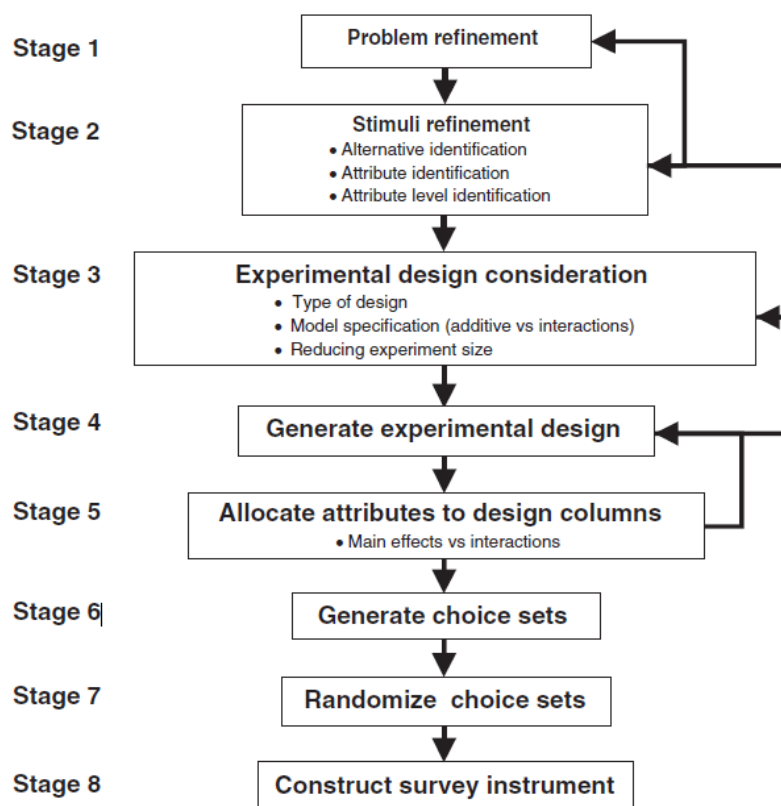 Stage 1
Problem refinement
Stage 2
Stimuli refinement
• Alternative identification
• Attribute identification
• Attribute level identification
Stage 3
Experimental design consideration
• Type of design
• Model specification (additive vs interactions)
• Reducing experiment size
Stage 4
Generate experimental design
Stage 5
Allocate attributes to design columns
• Main effects vs interactions
Stage 6
Generate choice sets
Stage 7
Randomize choice sets
Stage 8
Construct survey instrument